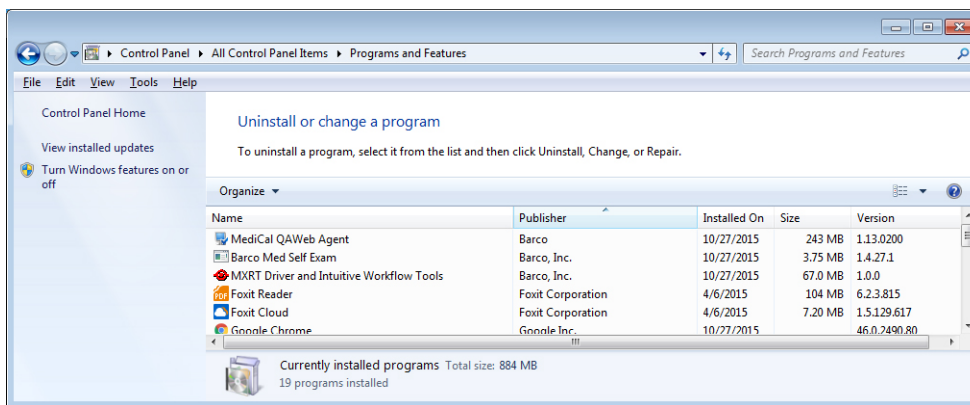 Control Panel All Control Panel Items Programs and Features Search Programs and Features
File Edit View Tools Help
Control Panel Home
View installed updates
Turn Windows features on or
off
Uninstall or change a program
To uninstall a program, select it from the list and then click Uninstall, Change, or Repair.
Organize
Name Publisher Installed On Size Version
MediCal QAWeb Agent Barco 10/27/2015 243 MB 1.13.0200
Barco Med Self Exam Barco, Inc. 10/27/2015 3.75 MB 1.4.27.1
MXRT Driver and Intuitive Workflow Tools Barco, Inc. 10/27/2015 67.0 MB 1.0.0
Foxit Reader Foxit Corporation 4/6/2015 104 MB 6.2.3.815
Foxit Cloud Foxit Corporation 4/6/2015 7.20 MB 1.5.129.617
Google Chrome Google Inc. 10/27/2015 46.0.2490.80
Currently installed programs Total size: 884 MB
19 programs installed